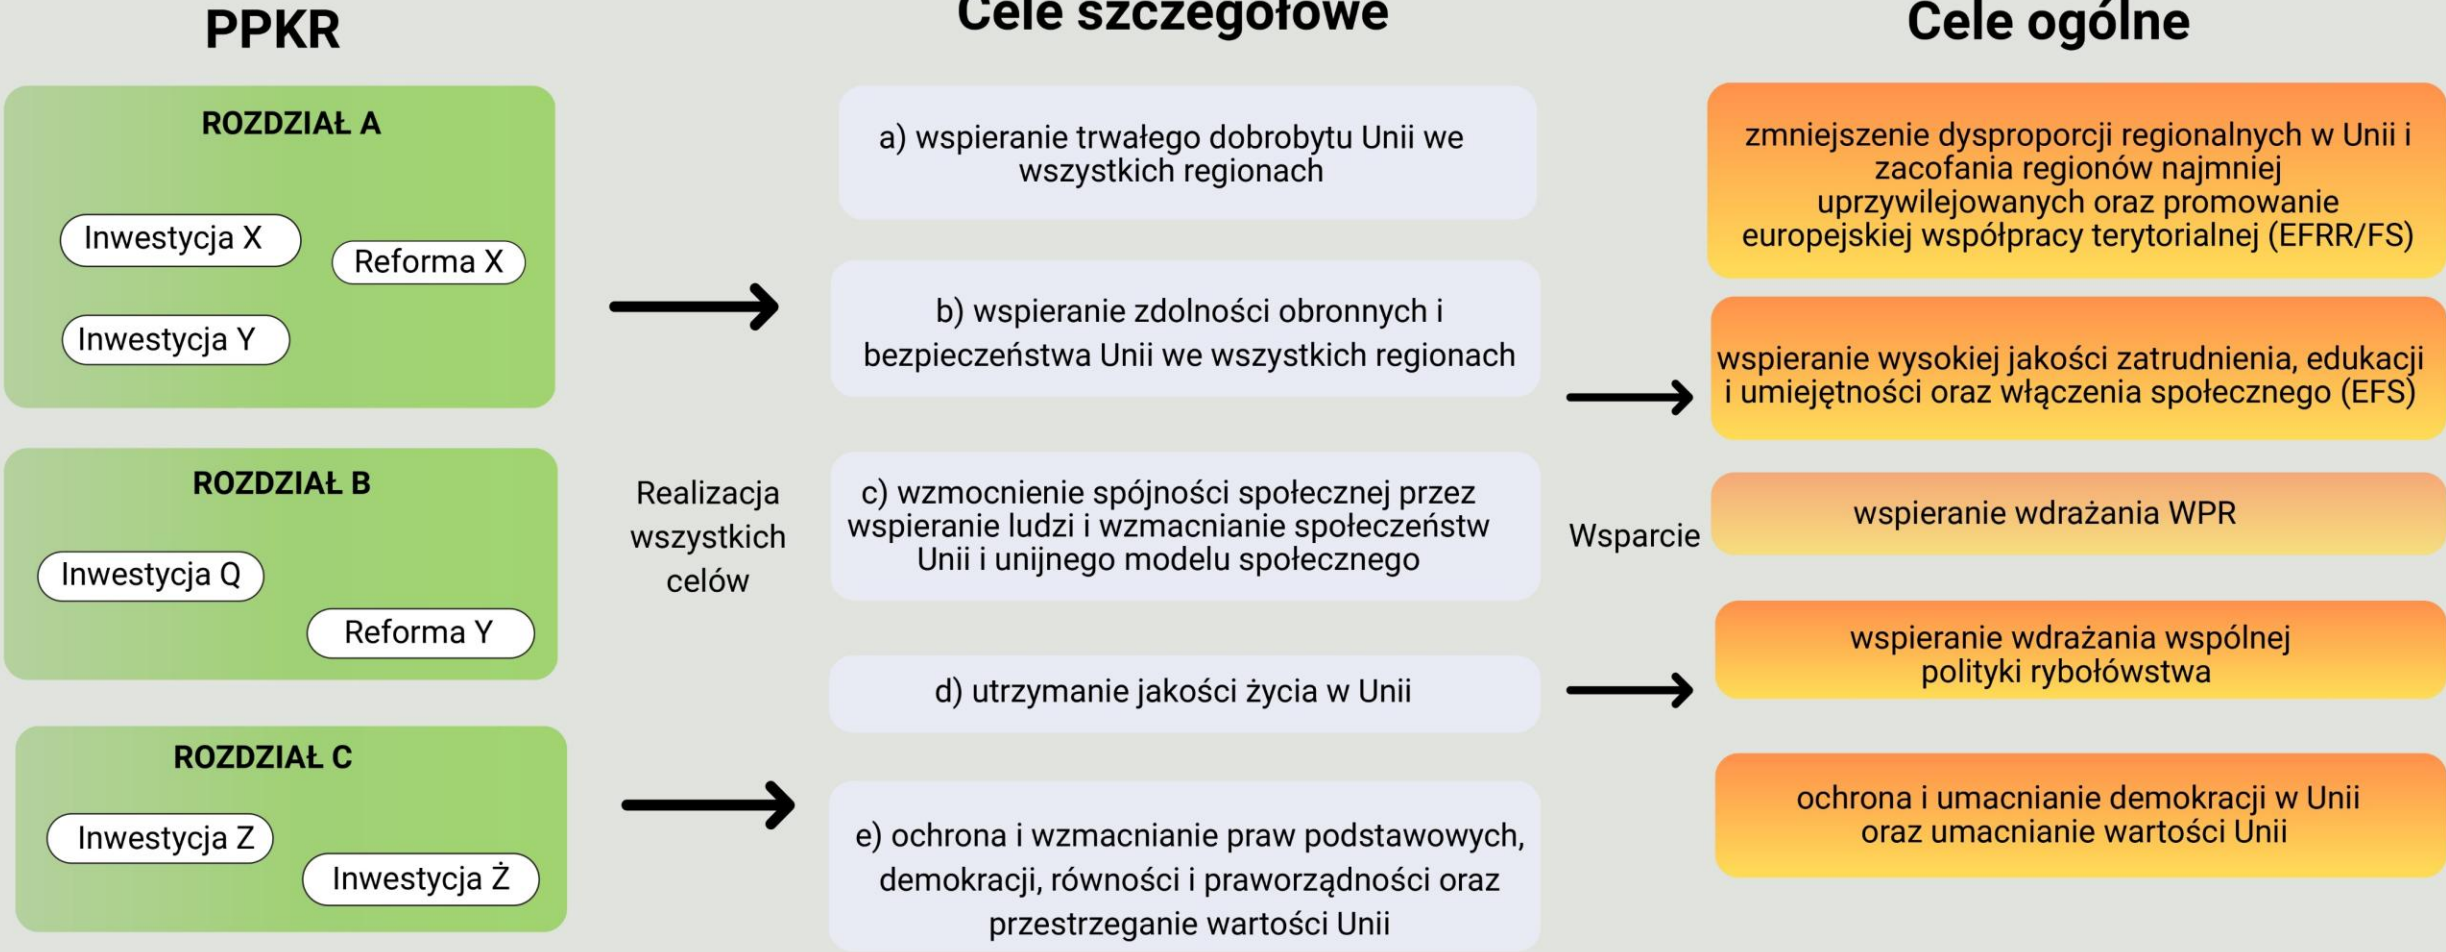 PPKR
ROZDZIAŁ A
Inwestycja X
Reforma X
Inwestycja Y
ROZDZIAŁ B
Inwestycja Q
Reforma Y
ROZDZIAŁ C
Inwestycja Z
Inwestycja Ż
Realizacja
wszystkich
celów
Cele szczegółowe
a) wspieranie trwałego dobrobytu Unii we
wszystkich regionach
b) wspieranie zdolności obronnych i
bezpieczeństwa Unii we wszystkich regionach
c) wzmocnienie spójności społecznej przez
wspieranie ludzi i wzmacnianie społeczeństw
Unii i unijnego modelu społecznego
d) utrzymanie jakości życia w Unii
e) ochrona i wzmacnianie praw podstawowych,
demokracji, równości i praworządności oraz
przestrzeganie wartości Unii
Wsparcie
Cele ogólne
zmniejszenie dysproporcji regionalnych w Unii i
zacofania regionów najmniej
uprzywilejowanych oraz promowanie
europejskiej współpracy terytorialnej (EFRR/FS)
wspieranie wysokiej jakości zatrudnienia, edukacji
i umiejętności oraz włączenia społecznego (EFS)
wspieranie wdrażania WPR
wspieranie wdrażania wspólnej
polityki rybołówstwa
ochrona i umacnianie demokracji w Unii
oraz umacnianie wartości Unii